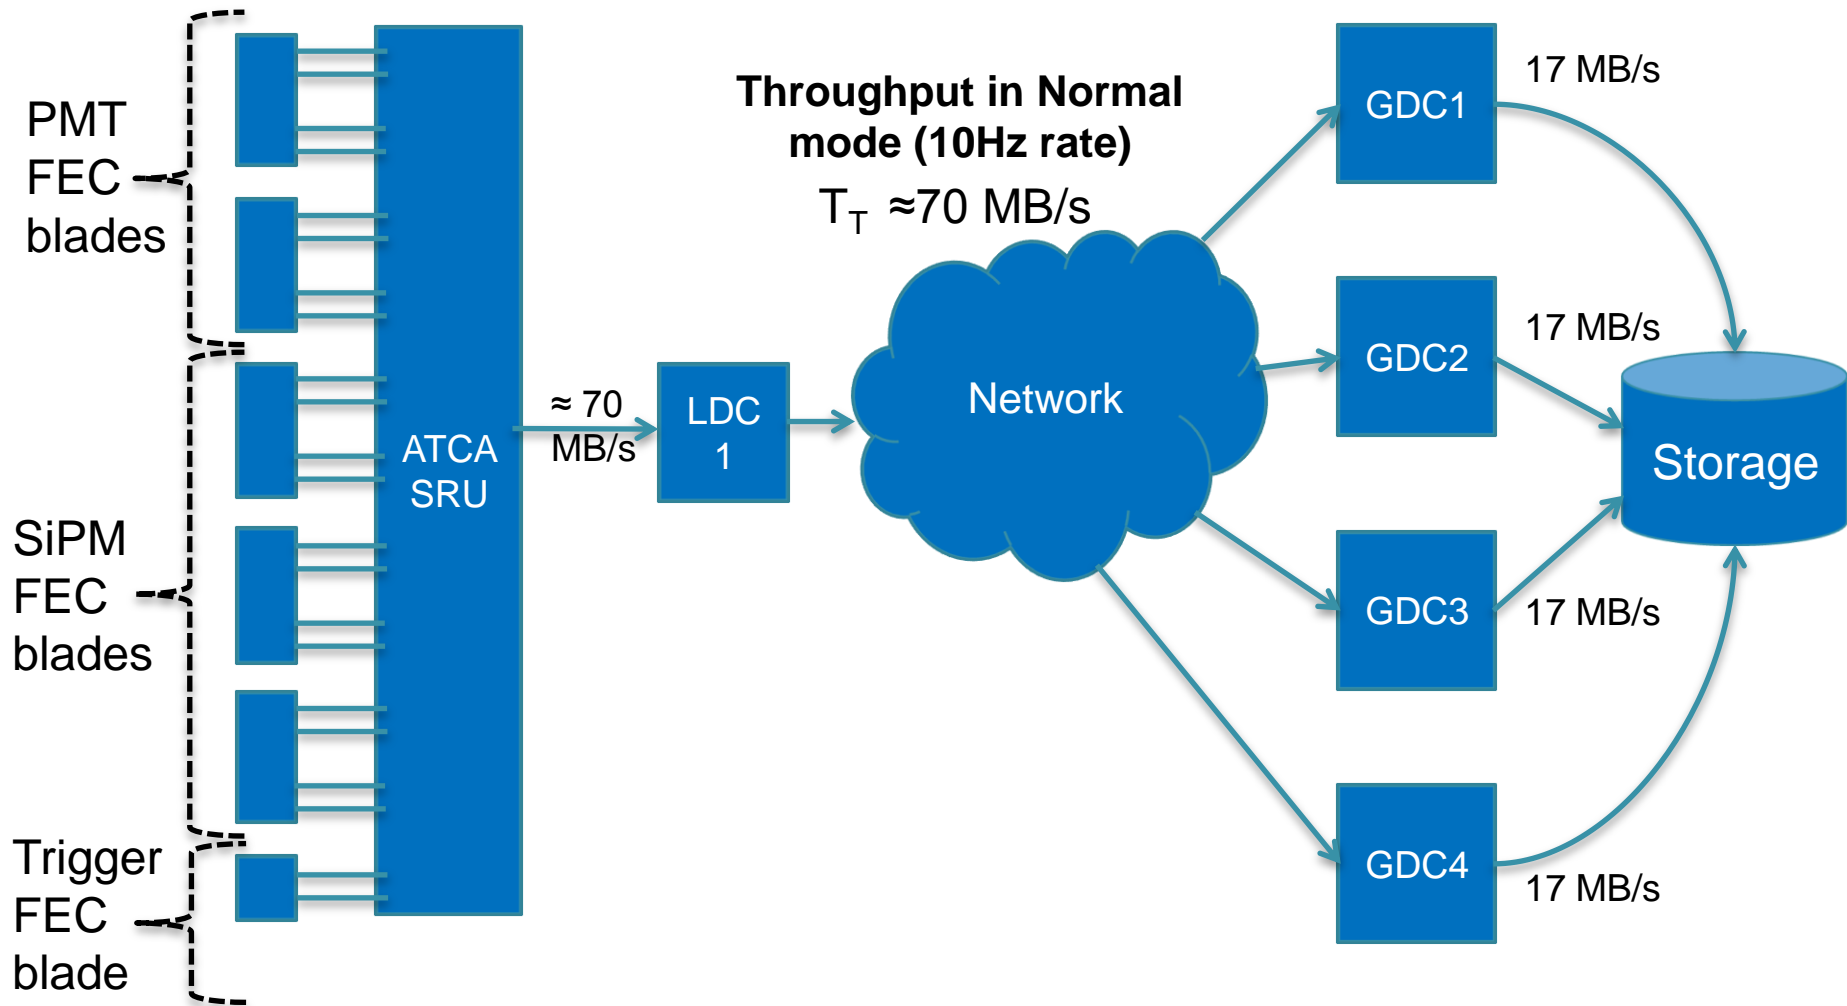 PMT
FEC
blades
SiPM
FEC
blades
Trigger
FEC
blade
ATCA
SRU
≈ 70
MB/s
LDC
1
Throughput in Normal
mode (10Hz rate)
T_T ≈70 MB/s
Network
GDC1
17 MB/s
GDC2
17 MB/s
GDC3
17 MB/s
GDC4
17 MB/s
Storage